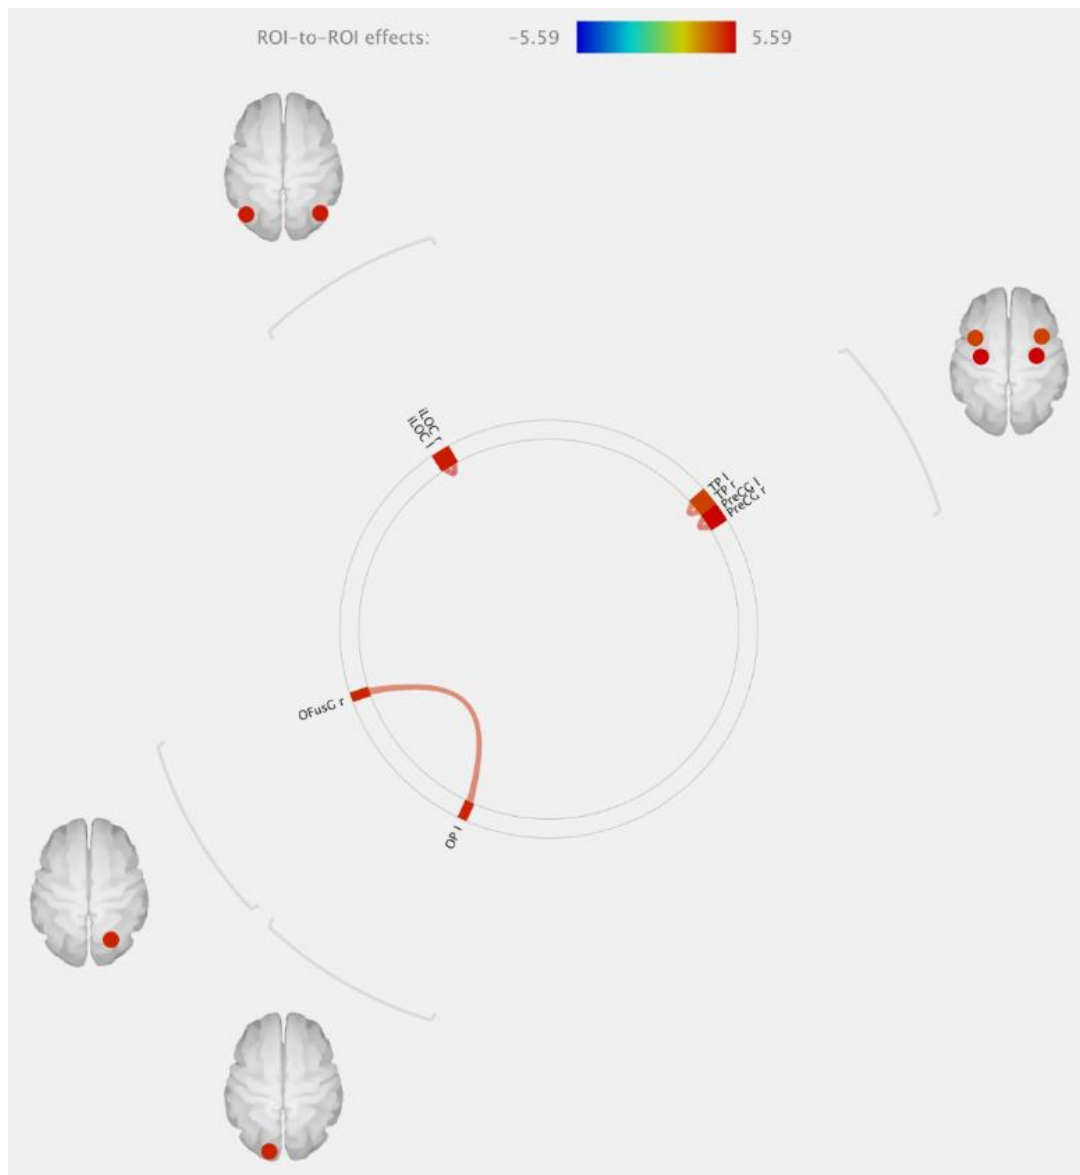 ROI-to-ROI effects: -5.59 5.59
iLOC r
iLOC l
TP l
TP r
PreCG l
PreCG r
OFusG r
OP l